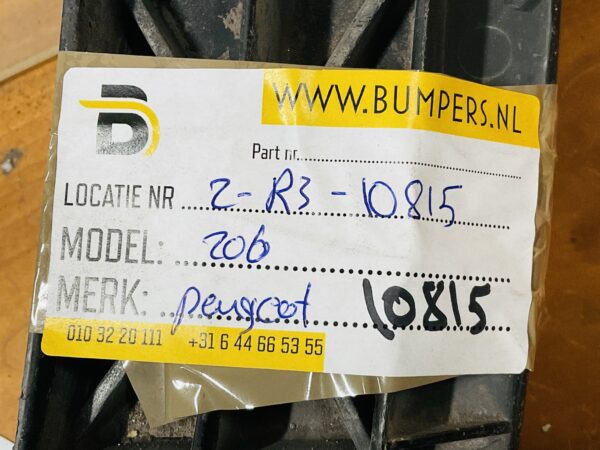 WWW.BUMPERS.NL
B
Part nr.
LOCATIE NR 2-R3-10815
MODEL: 206
MERK: peugeot 10815
010 32 20 111 +31 6 44 66 53 55